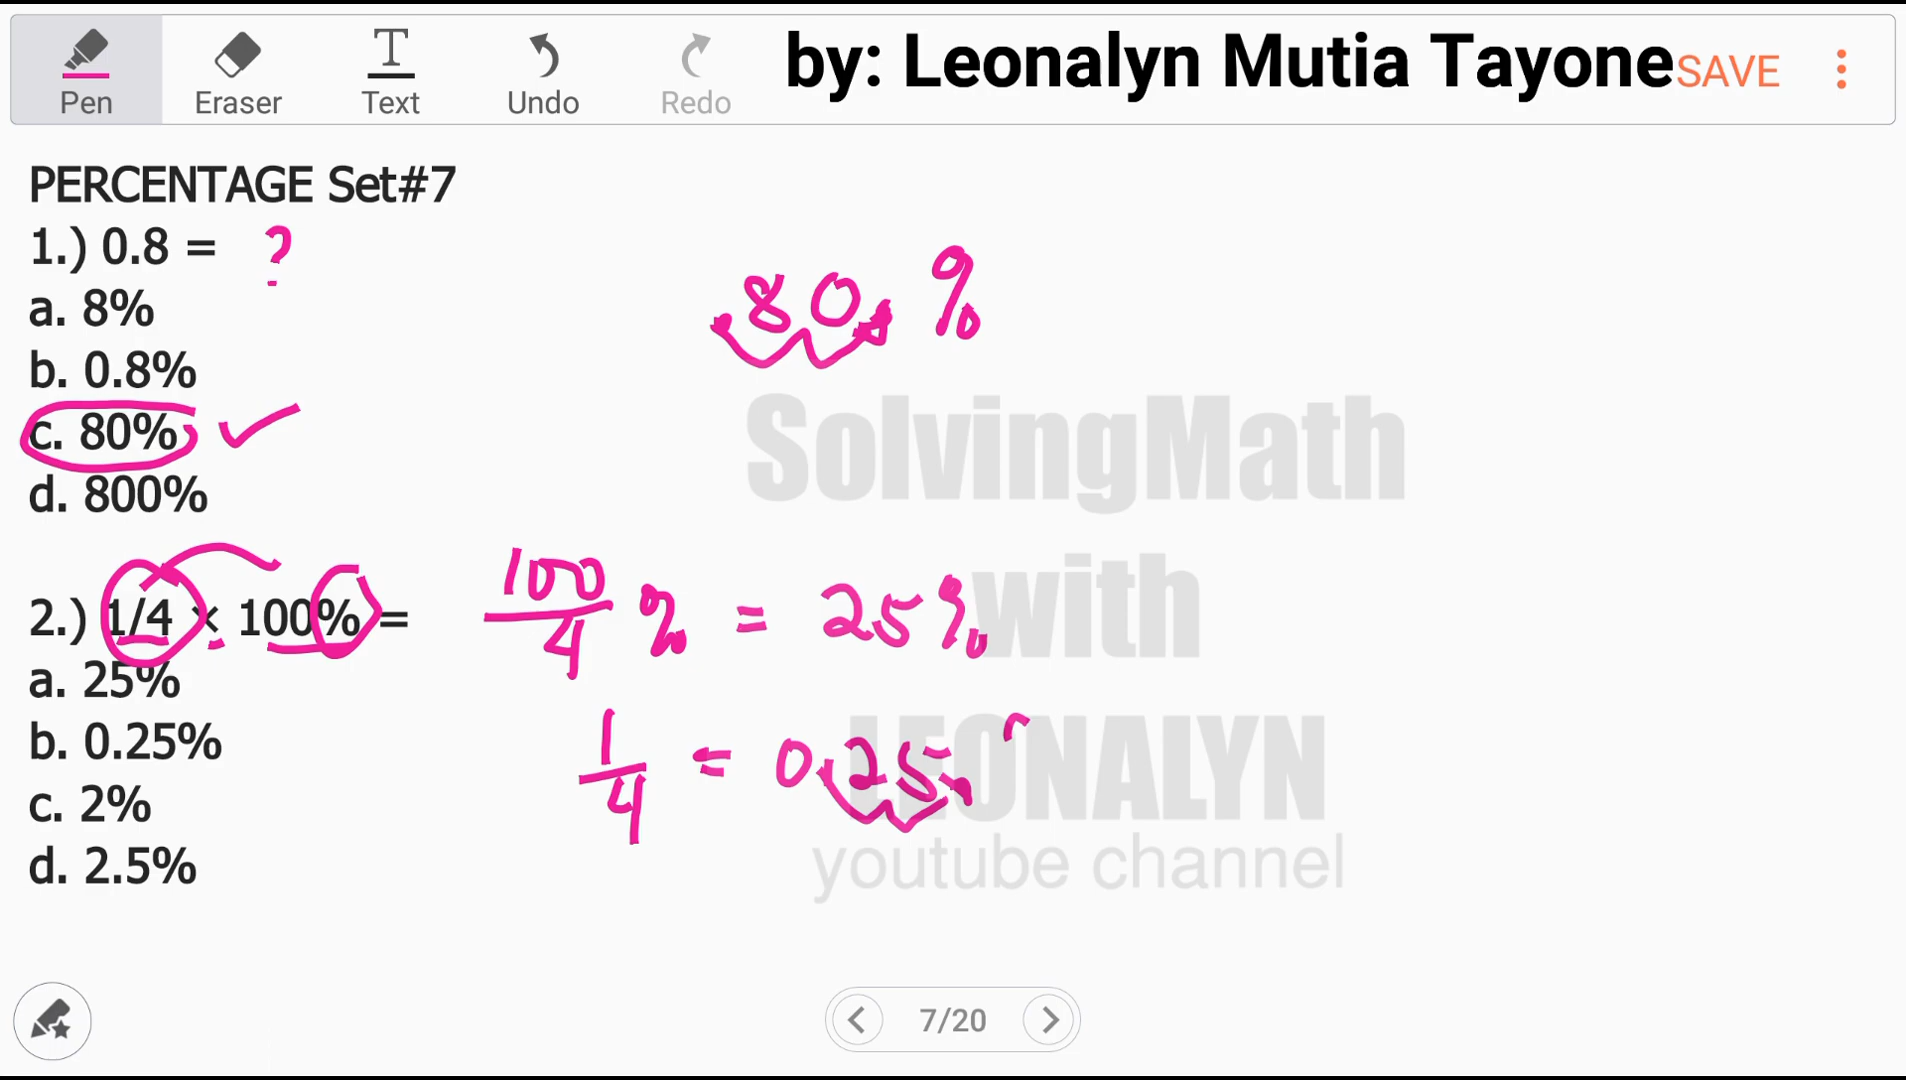 Pen Eraser Text Undo Redo by: Leonalyn Mutia Tayone SAVE
PERCENTAGE Set#7
1.) 0.8 = ?
a. 8%
b. 0.8%
c. 80%
d. 800%
.80. %
2.) 1/4 × 100% = 100/4 % = 25%
a. 25%
b. 0.25%
c. 2%
d. 2.5%
1/4 = 0.25.
SolvingMath
with
LEONALYN
youtube channel
7/20